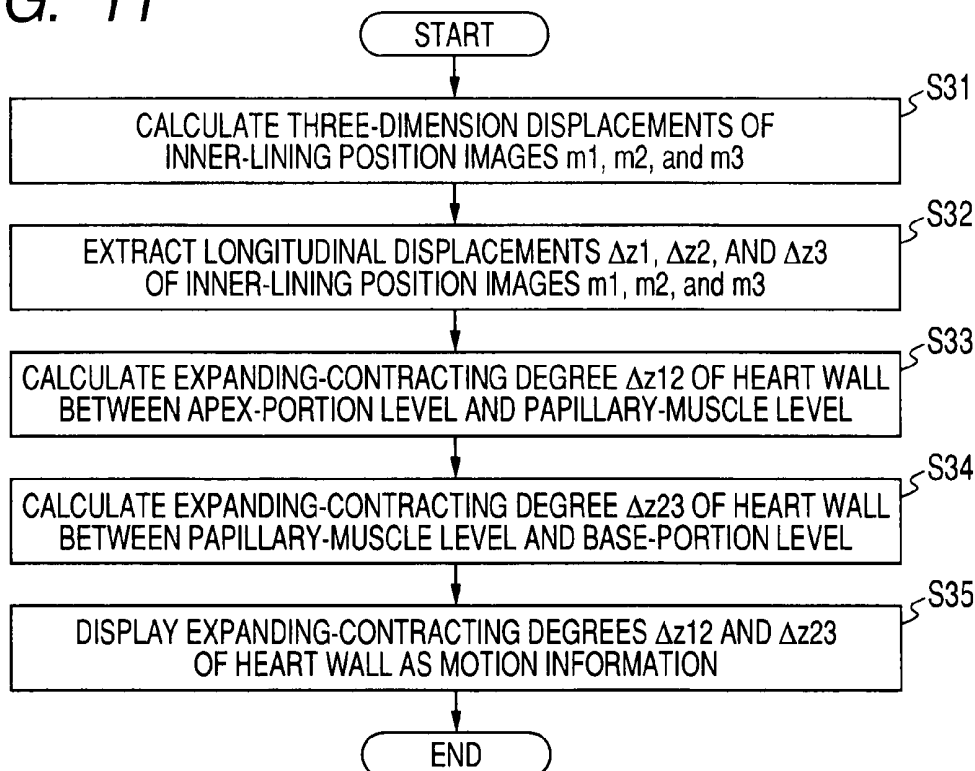 G. 11
START
S31
CALCULATE THREE-DIMENSION DISPLACEMENTS OF
INNER-LINING POSITION IMAGES m1, m2, and m3
S32
EXTRACT LONGITUDINAL DISPLACEMENTS Δz1, Δz2, AND Δz3
OF INNER-LINING POSITION IMAGES m1, m2, and m3
S33
CALCULATE EXPANDING-CONTRACTING DEGREE Δz12 OF HEART WALL
BETWEEN APEX-PORTION LEVEL AND PAPILLARY-MUSCLE LEVEL
S34
CALCULATE EXPANDING-CONTRACTING DEGREE Δz23 OF HEART WALL
BETWEEN PAPILLARY-MUSCLE LEVEL AND BASE-PORTION LEVEL
S35
DISPLAY EXPANDING-CONTRACTING DEGREES Δz12 AND Δz23
OF HEART WALL AS MOTION INFORMATION
END